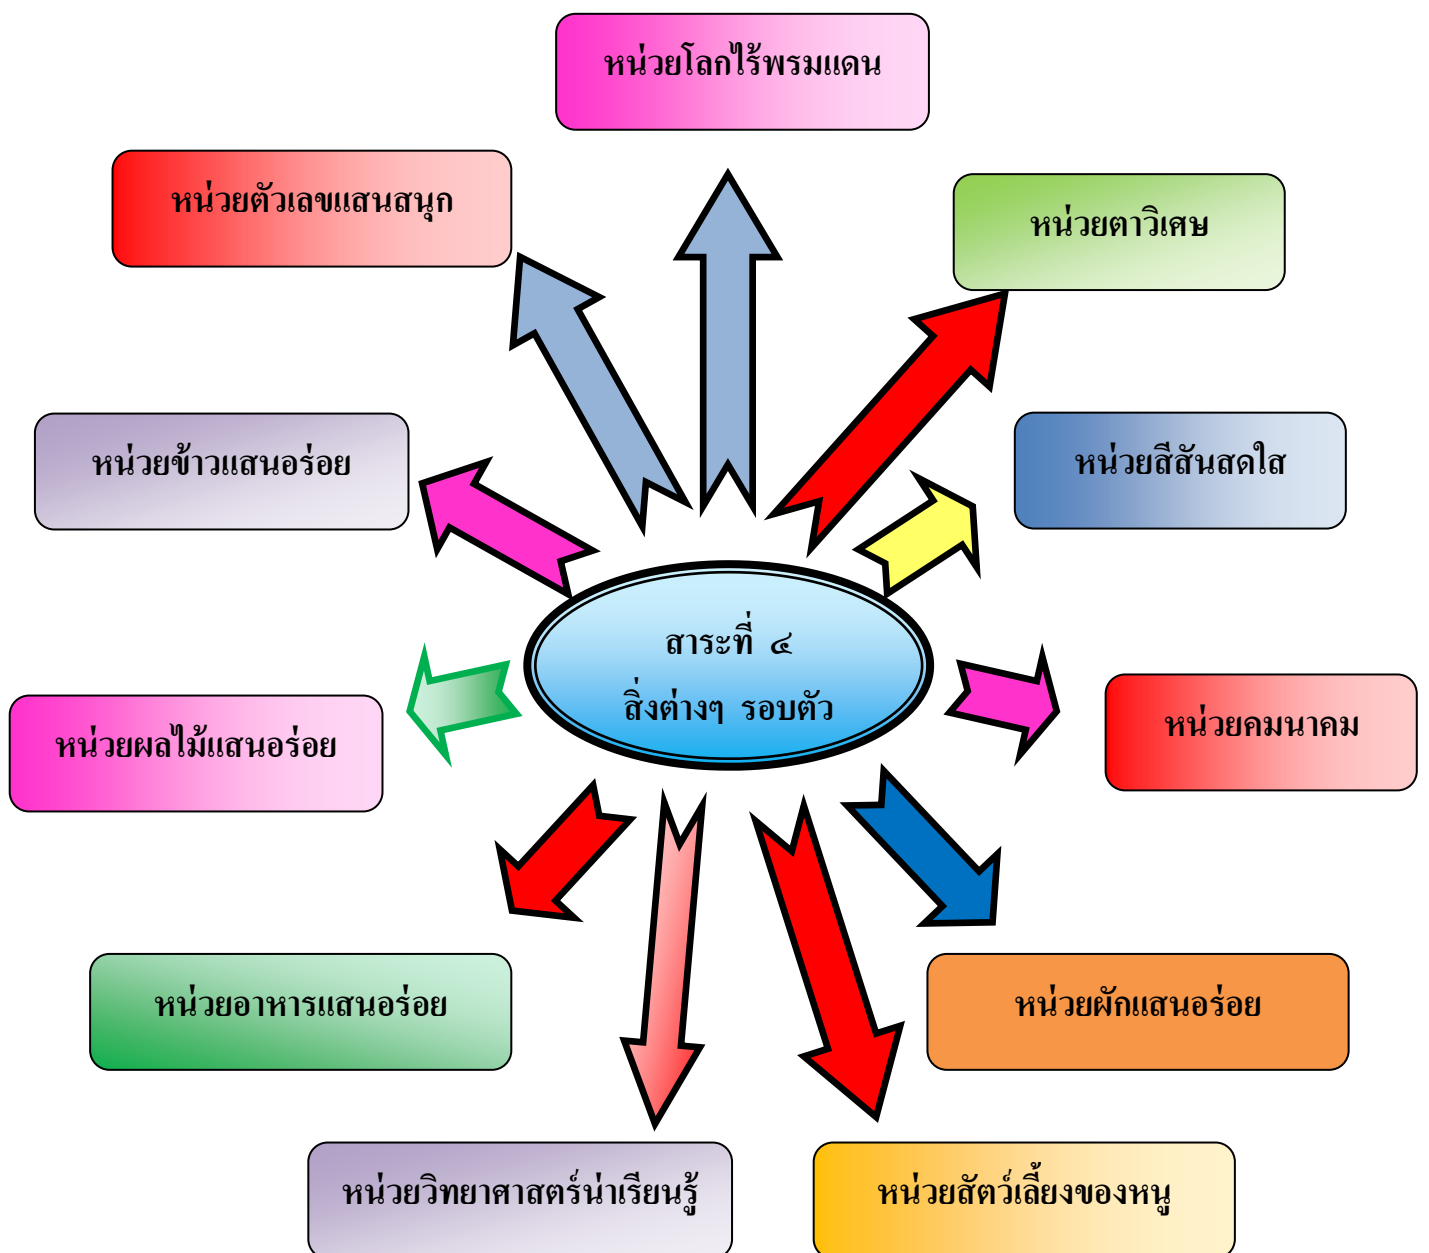 หน่วยโลกไร้พรมแดน
หน่วยตัวเลขแสนสนุก
หน่วยตาวิเศษ
หน่วยข้าวแสนอร่อย
หน่วยสีสันสดใส
สาระที่ ๔
สิ่งต่างๆ รอบตัว
หน่วยผลไม้แสนอร่อย
หน่วยคมนาคม
หน่วยอาหารแสนอร่อย
หน่วยผักแสนอร่อย
หน่วยวิทยาศาสตร์น่าเรียนรู้
หน่วยสัตว์เลี้ยงของหนู